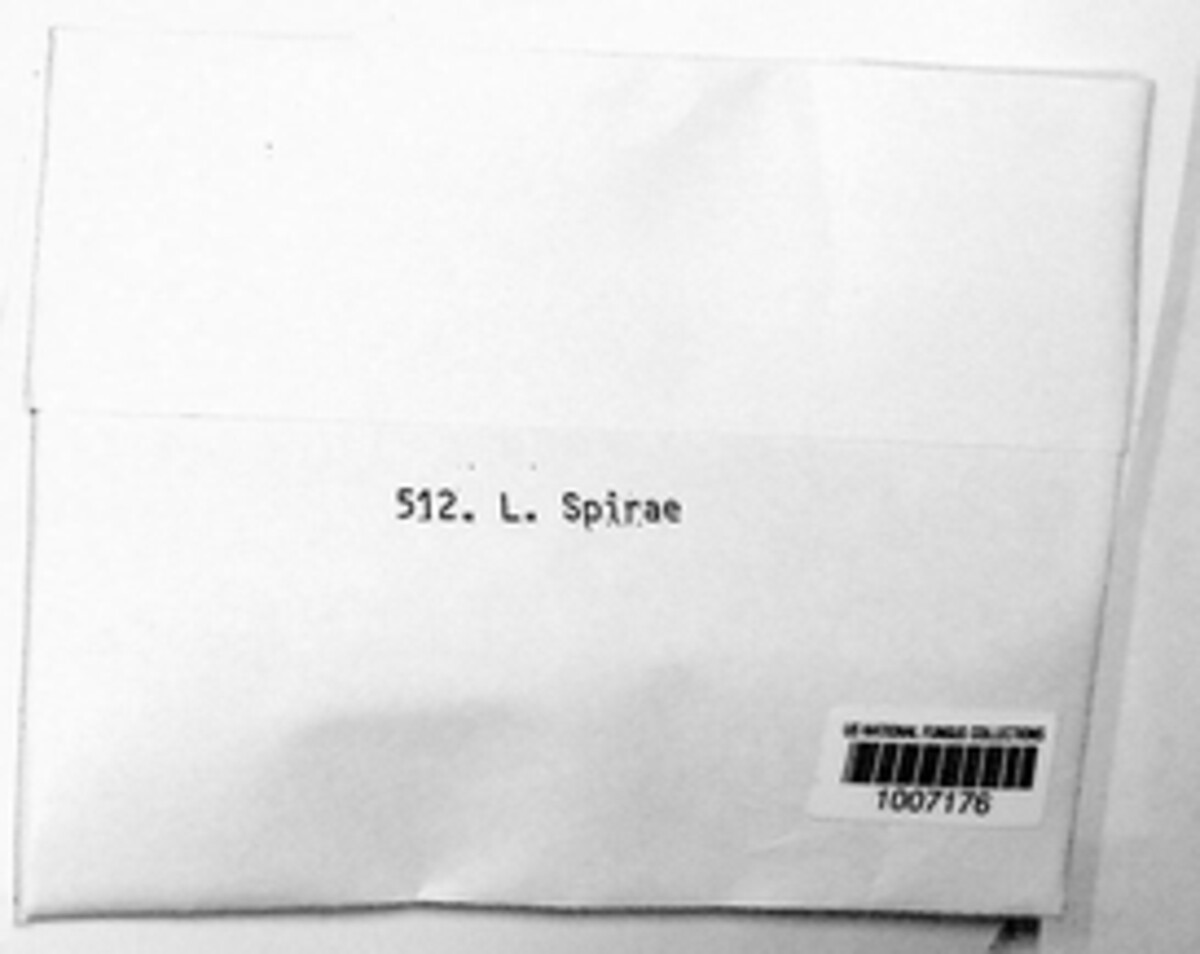 512. L. Spirae
US NATIONAL FUNGUS COLLECTIONS
1007176